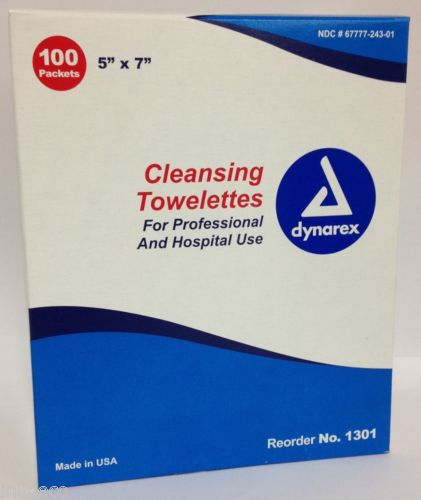 NDC # 67777-243-01
100
Packets
5” x 7”
Cleansing
Towelettes
For Professional
And Hospital Use
dynarex
Reorder No. 1301
Made in USA